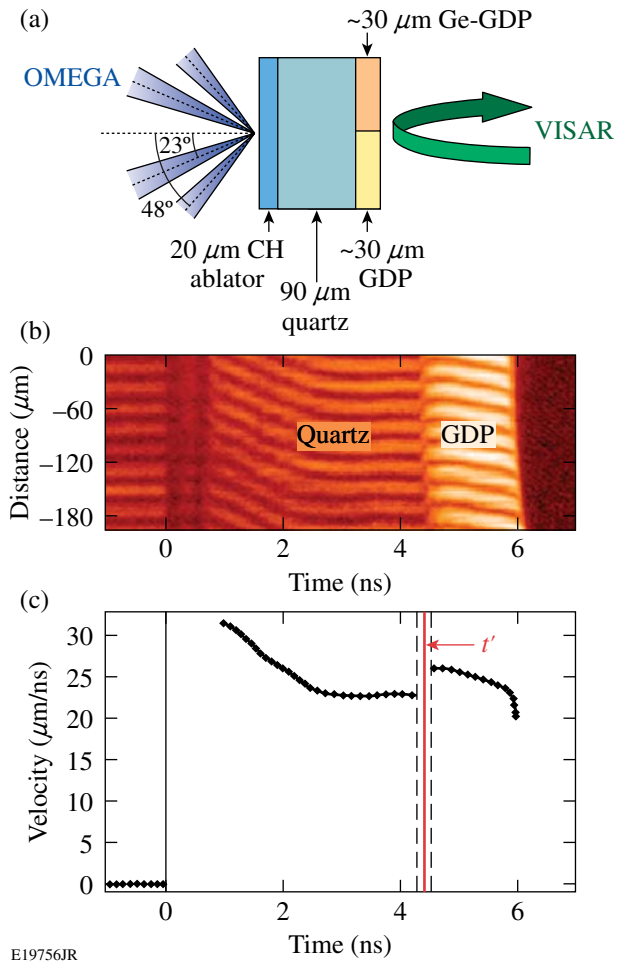 (a)
~30 μm Ge-GDP
OMEGA
VISAR
23°
48°
20 μm CH
ablator
~30 μm
GDP
90 μm
quartz
(b)
Distance (μm)
0
–60
–120
–180
Quartz
GDP
0
2
4
6
Time (ns)
(c)
Velocity (μm/ns)
30
25
20
15
10
5
0
t′
0
2
4
6
Time (ns)
E19756JR